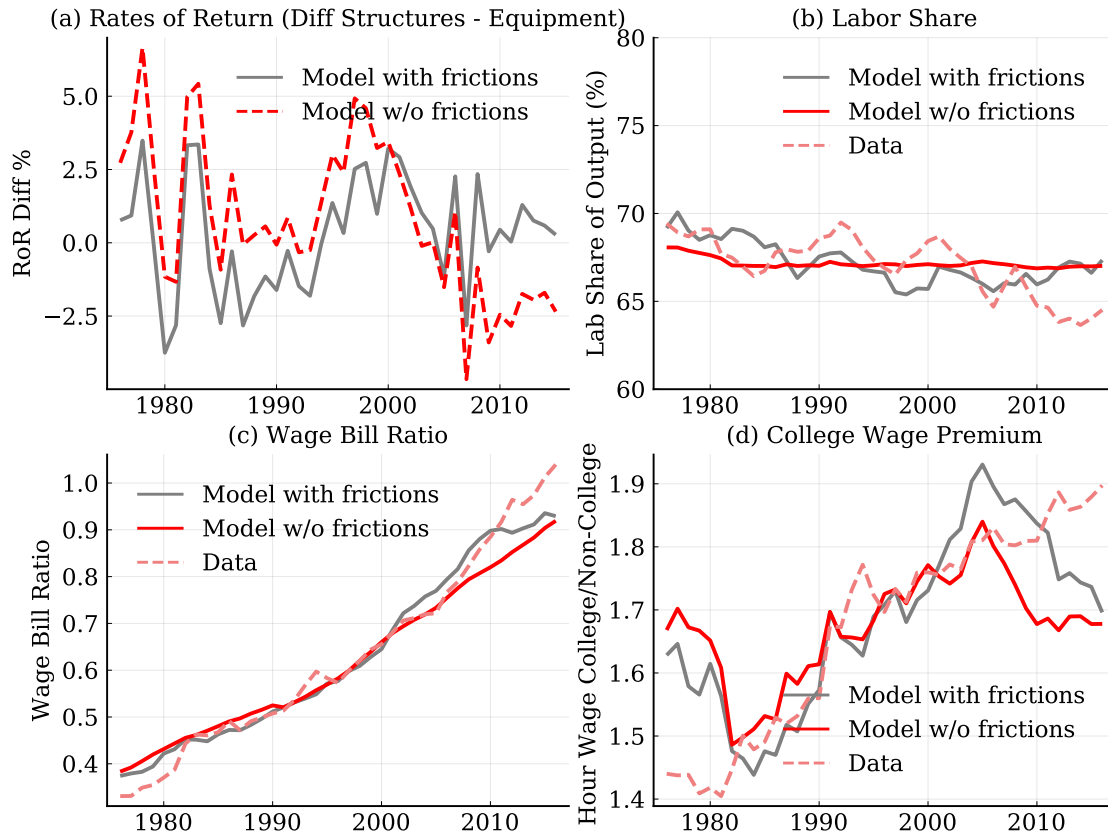 (a) Rates of Return (Diff Structures - Equipment)
RoR Diff %
5.0
2.5
0.0
−2.5
1980
1990
2000
2010
Model with frictions
Model w/o frictions
(b) Labor Share
Lab Share of Output (%)
80
75
70
65
60
1980
1990
2000
2010
Model with frictions
Model w/o frictions
Data
(c) Wage Bill Ratio
Wage Bill Ratio
1.0
0.9
0.8
0.7
0.6
0.5
0.4
1980
1990
2000
2010
Model with frictions
Model w/o frictions
Data
(d) College Wage Premium
Hour Wage College/Non-College
1.9
1.8
1.7
1.6
1.5
1.4
1980
1990
2000
2010
Model with frictions
Model w/o frictions
Data